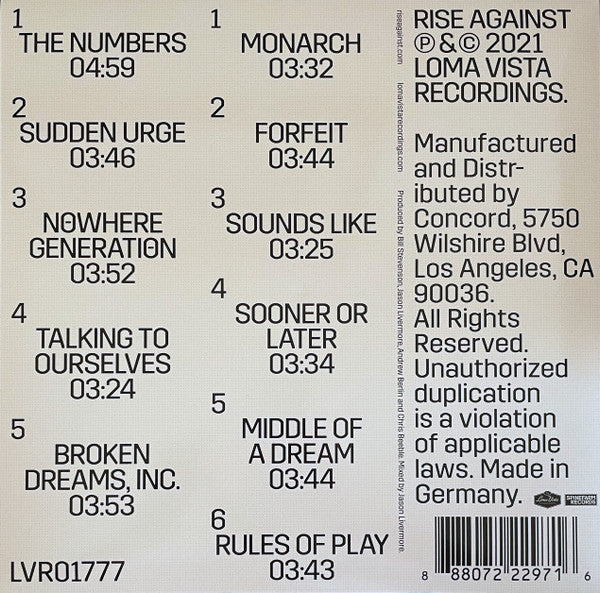 1
THE NUMBERS
04:59
2
SUDDEN URGE
03:46
3
NOWHERE
GENERATION
03:52
4
TALKING TO
OURSELVES
03:24
5
BROKEN
DREAMS, INC.
03:53
LVR01777
1
MONARCH
03:32
2
FORFEIT
03:44
3
SOUNDS LIKE
03:25
4
SOONER OR
LATER
03:34
5
MIDDLE OF
A DREAM
03:44
6
RULES OF PLAY
03:43
riseagainst.com lomavistarecordings.com Produced by Bill Stevenson, Jason Livermore, Andrew Berlin and Chris Beeble. Mixed by Jason Livermore.
RISE AGAINST
℗ & © 2021
LOMA VISTA
RECORDINGS.
Manufactured
and Distr-
ibuted by
Concord, 5750
Wilshire Blvd,
Los Angeles, CA
90036.
All Rights
Reserved.
Unauthorized
duplication
is a violation
of applicable
laws. Made in
Germany.
Loma Vista
SPINEFARM
RECORDS
8 88072 22971 6